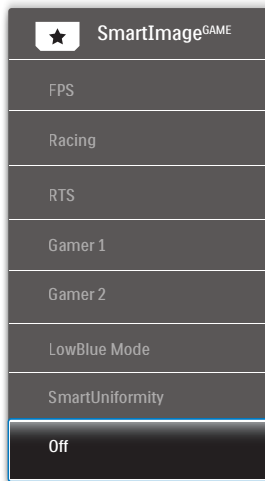 SmartImageGAME
FPS
Racing
RTS
Gamer 1
Gamer 2
LowBlue Mode
SmartUniformity
Off